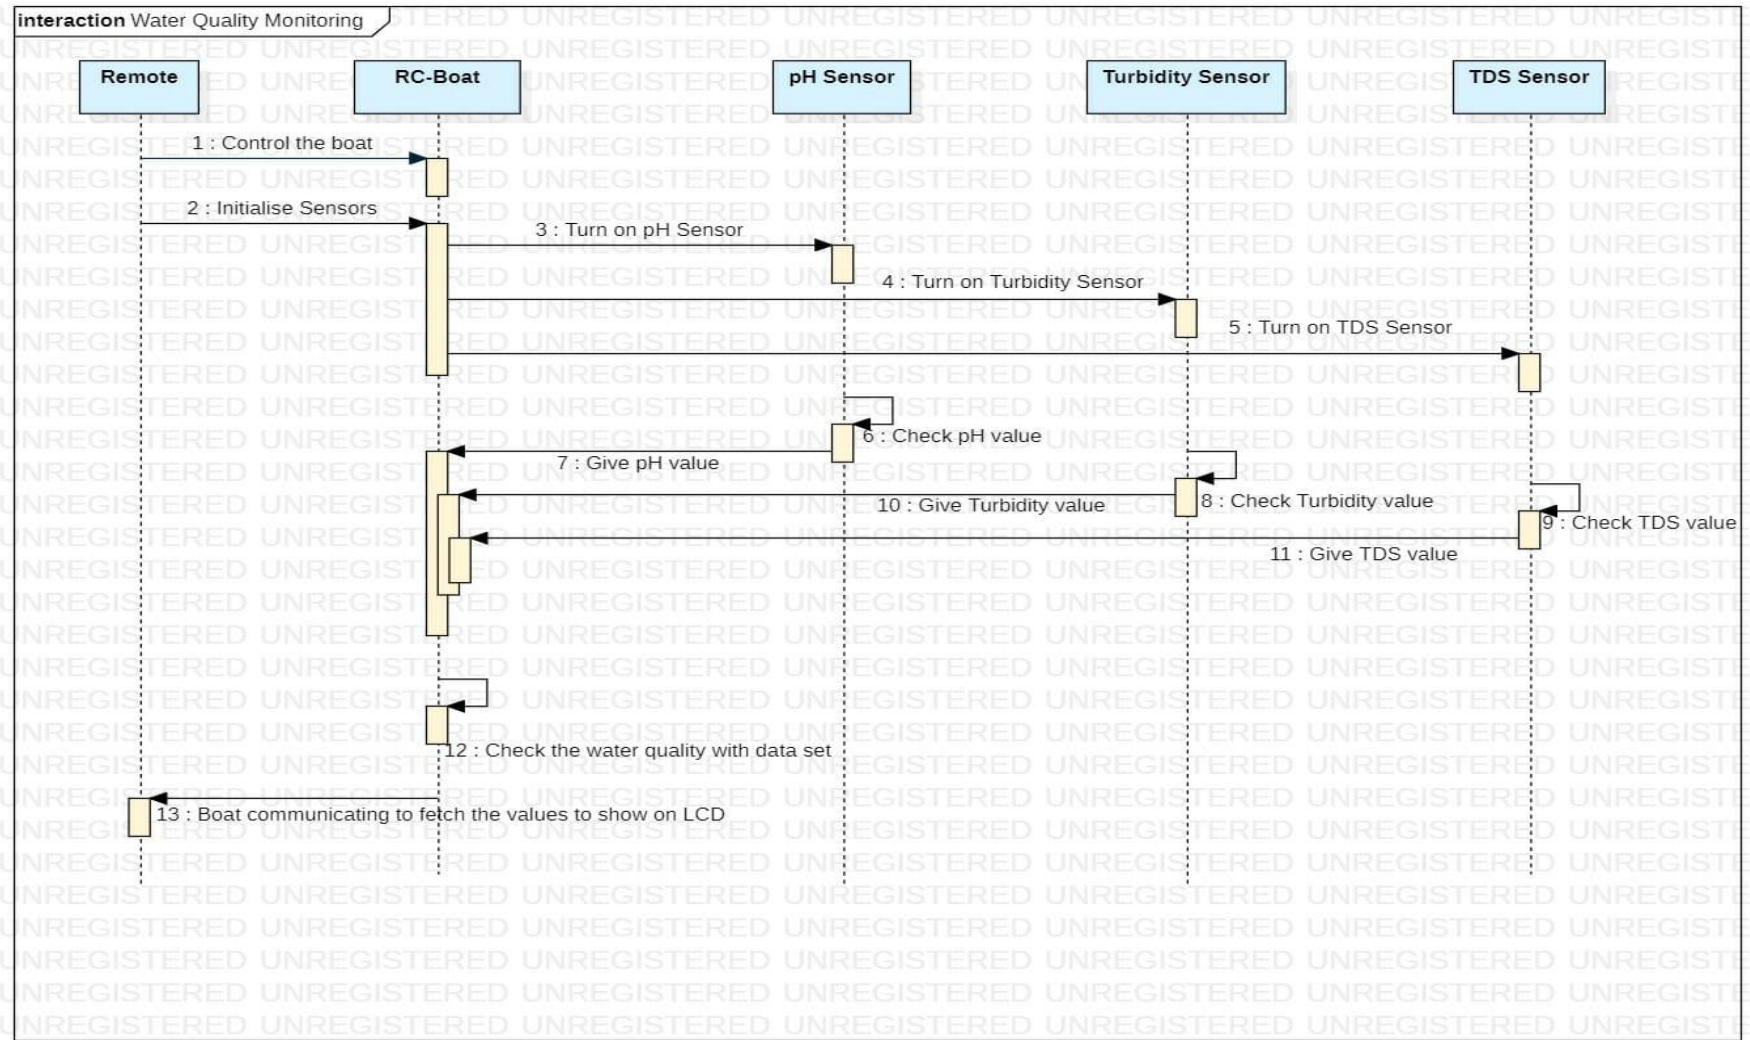 interaction Water Quality Monitoring
Remote
RC-Boat
pH Sensor
Turbidity Sensor
TDS Sensor
1 : Control the boat
2 : Initialise Sensors
3 : Turn on pH Sensor
4 : Turn on Turbidity Sensor
5 : Turn on TDS Sensor
6 : Check pH value
7 : Give pH value
8 : Check Turbidity value
10 : Give Turbidity value
9 : Check TDS value
11 : Give TDS value
12 : Check the water quality with data set
13 : Boat communicating to fetch the values to show on LCD
UNREGISTERED